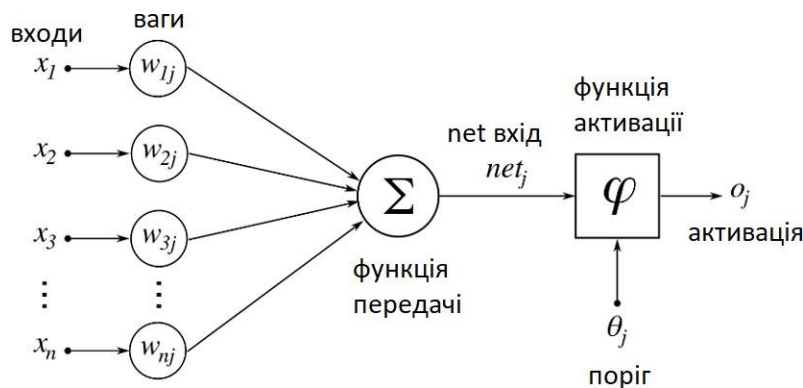 входи
ваги
x₁
w₁ⱼ
x₂
w₂ⱼ
x₃
w₃ⱼ
⋮
⋮
xₙ
wₙⱼ
Σ
функція
передачі
net вхід
netⱼ
функція
активації
φ
oⱼ
активація
θⱼ
поріг